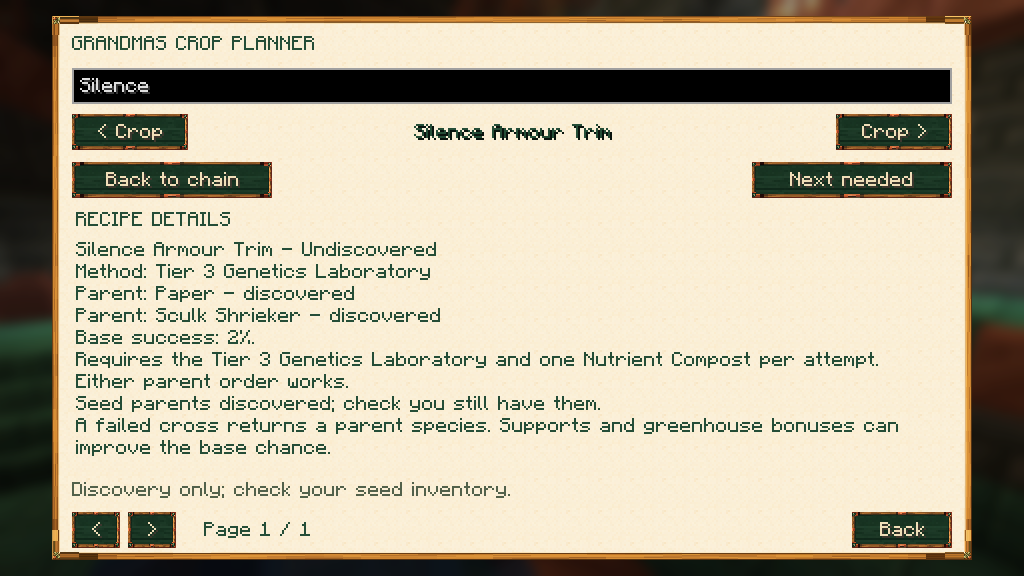 GRANDMAS CROP PLANNER
Silence
< Crop
Silence Armour Trim
Crop >
Back to chain
Next needed
RECIPE DETAILS
Silence Armour Trim - Undiscovered
Method: Tier 3 Genetics Laboratory
Parent: Paper - discovered
Parent: Sculk Shrieker - discovered
Base success: 2%.
Requires the Tier 3 Genetics Laboratory and one Nutrient Compost per attempt.
Either parent order works.
Seed parents discovered; check you still have them.
A failed cross returns a parent species. Supports and greenhouse bonuses can
improve the base chance.
Discovery only; check your seed inventory.
< > Page 1 / 1
Back